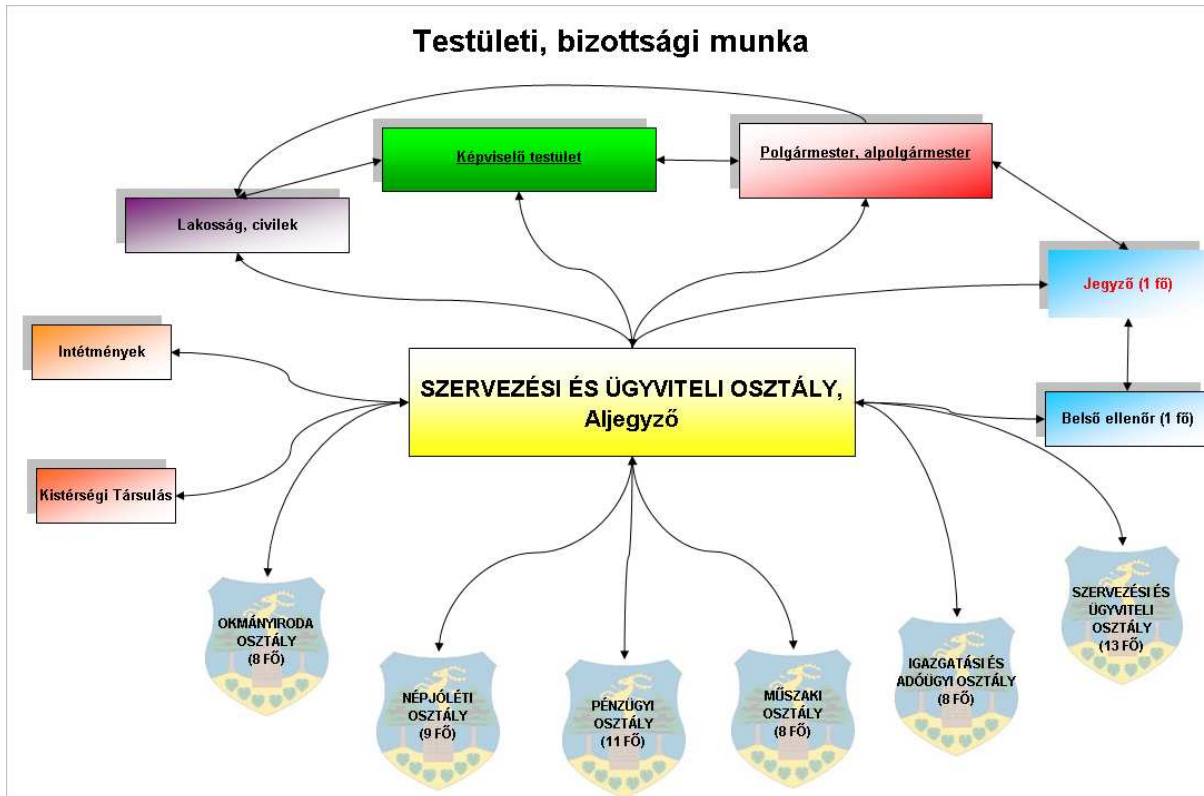 Testületi, bizottsági munka
Képviselő testület
Polgármester, alpolgármester
Lakosság, civilek
Jegyző (1 fő)
Intétmények
SZERVEZÉSI ÉS ÜGYVITELI OSZTÁLY,
Aljegyző
Belső ellenőr (1 fő)
Kistérségi Társulás
OKMÁNYIRODA
OSZTÁLY
(8 FŐ)
NÉPJÓLÉTI
OSZTÁLY
(9 FŐ)
PÉNZÜGYI
OSZTÁLY
(11 FŐ)
MŰSZAKI
OSZTÁLY
(8 FŐ)
IGAZGATÁSI ÉS
ADÓÜGYI OSZTÁLY
(8 FŐ)
SZERVEZÉSI ÉS
ÜGYVITELI
OSZTÁLY
(13 FŐ)